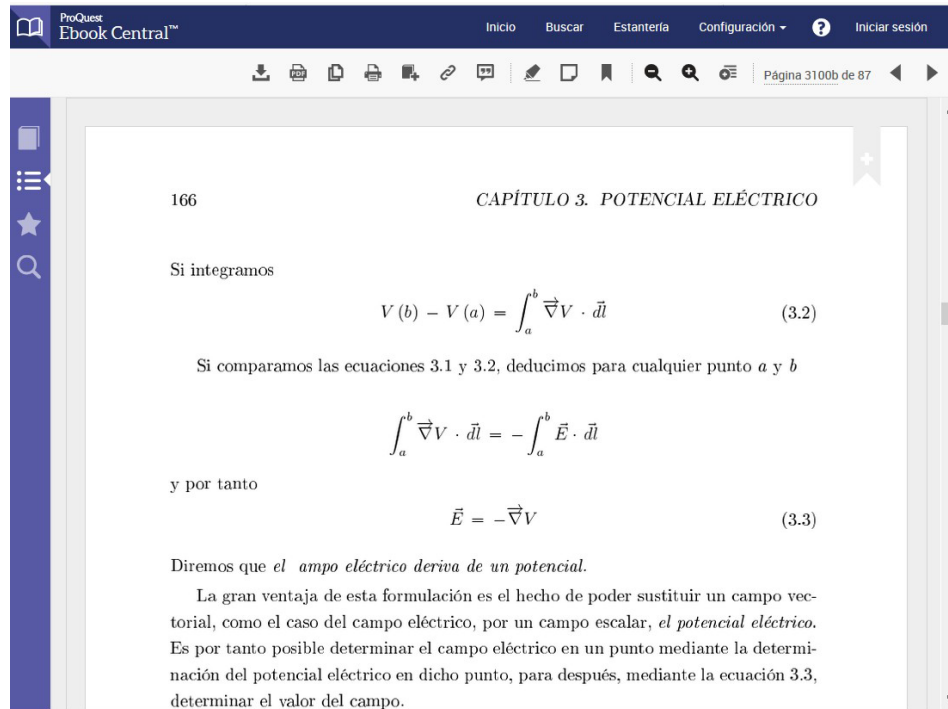 ProQuest
Ebook Central™
Inicio Buscar Estantería Configuración ? Iniciar sesión
PDF
Página 3100b de 87
166 CAPÍTULO 3. POTENCIAL ELÉCTRICO
Si integramos
V (b) − V (a) = ∫_a^b ∇⃗V · d⃗l (3.2)
Si comparamos las ecuaciones 3.1 y 3.2, deducimos para cualquier punto a y b
∫_a^b ∇⃗V · d⃗l = − ∫_a^b E⃗ · d⃗l
y por tanto
E⃗ = −∇⃗V (3.3)
Diremos que el ampo eléctrico deriva de un potencial.
La gran ventaja de esta formulación es el hecho de poder sustituir un campo vec-
torial, como el caso del campo eléctrico, por un campo escalar, el potencial eléctrico.
Es por tanto posible determinar el campo eléctrico en un punto mediante la determi-
nación del potencial eléctrico en dicho punto, para después, mediante la ecuación 3.3,
determinar el valor del campo.